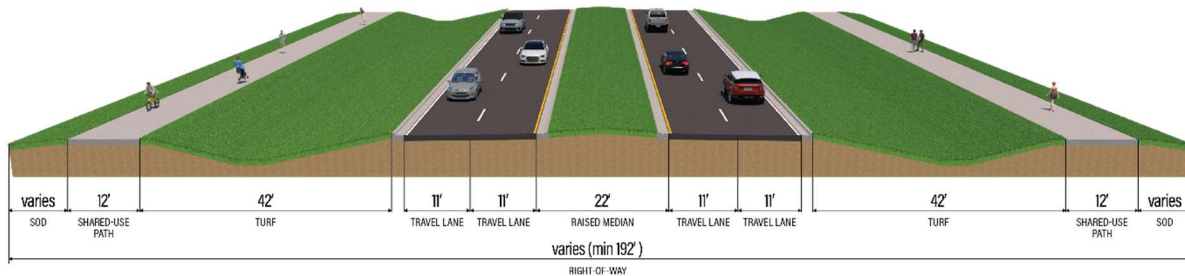 varies 12′ 42′ 11′ 11′ 22′ 11′ 11′ 42′ 12′ varies
SOD SHARED-USE PATH TURF TRAVEL LANE TRAVEL LANE RAISED MEDIAN TRAVEL LANE TRAVEL LANE TURF SHARED-USE PATH SOD
varies (min 192′ )
RIGHT-OF-WAY